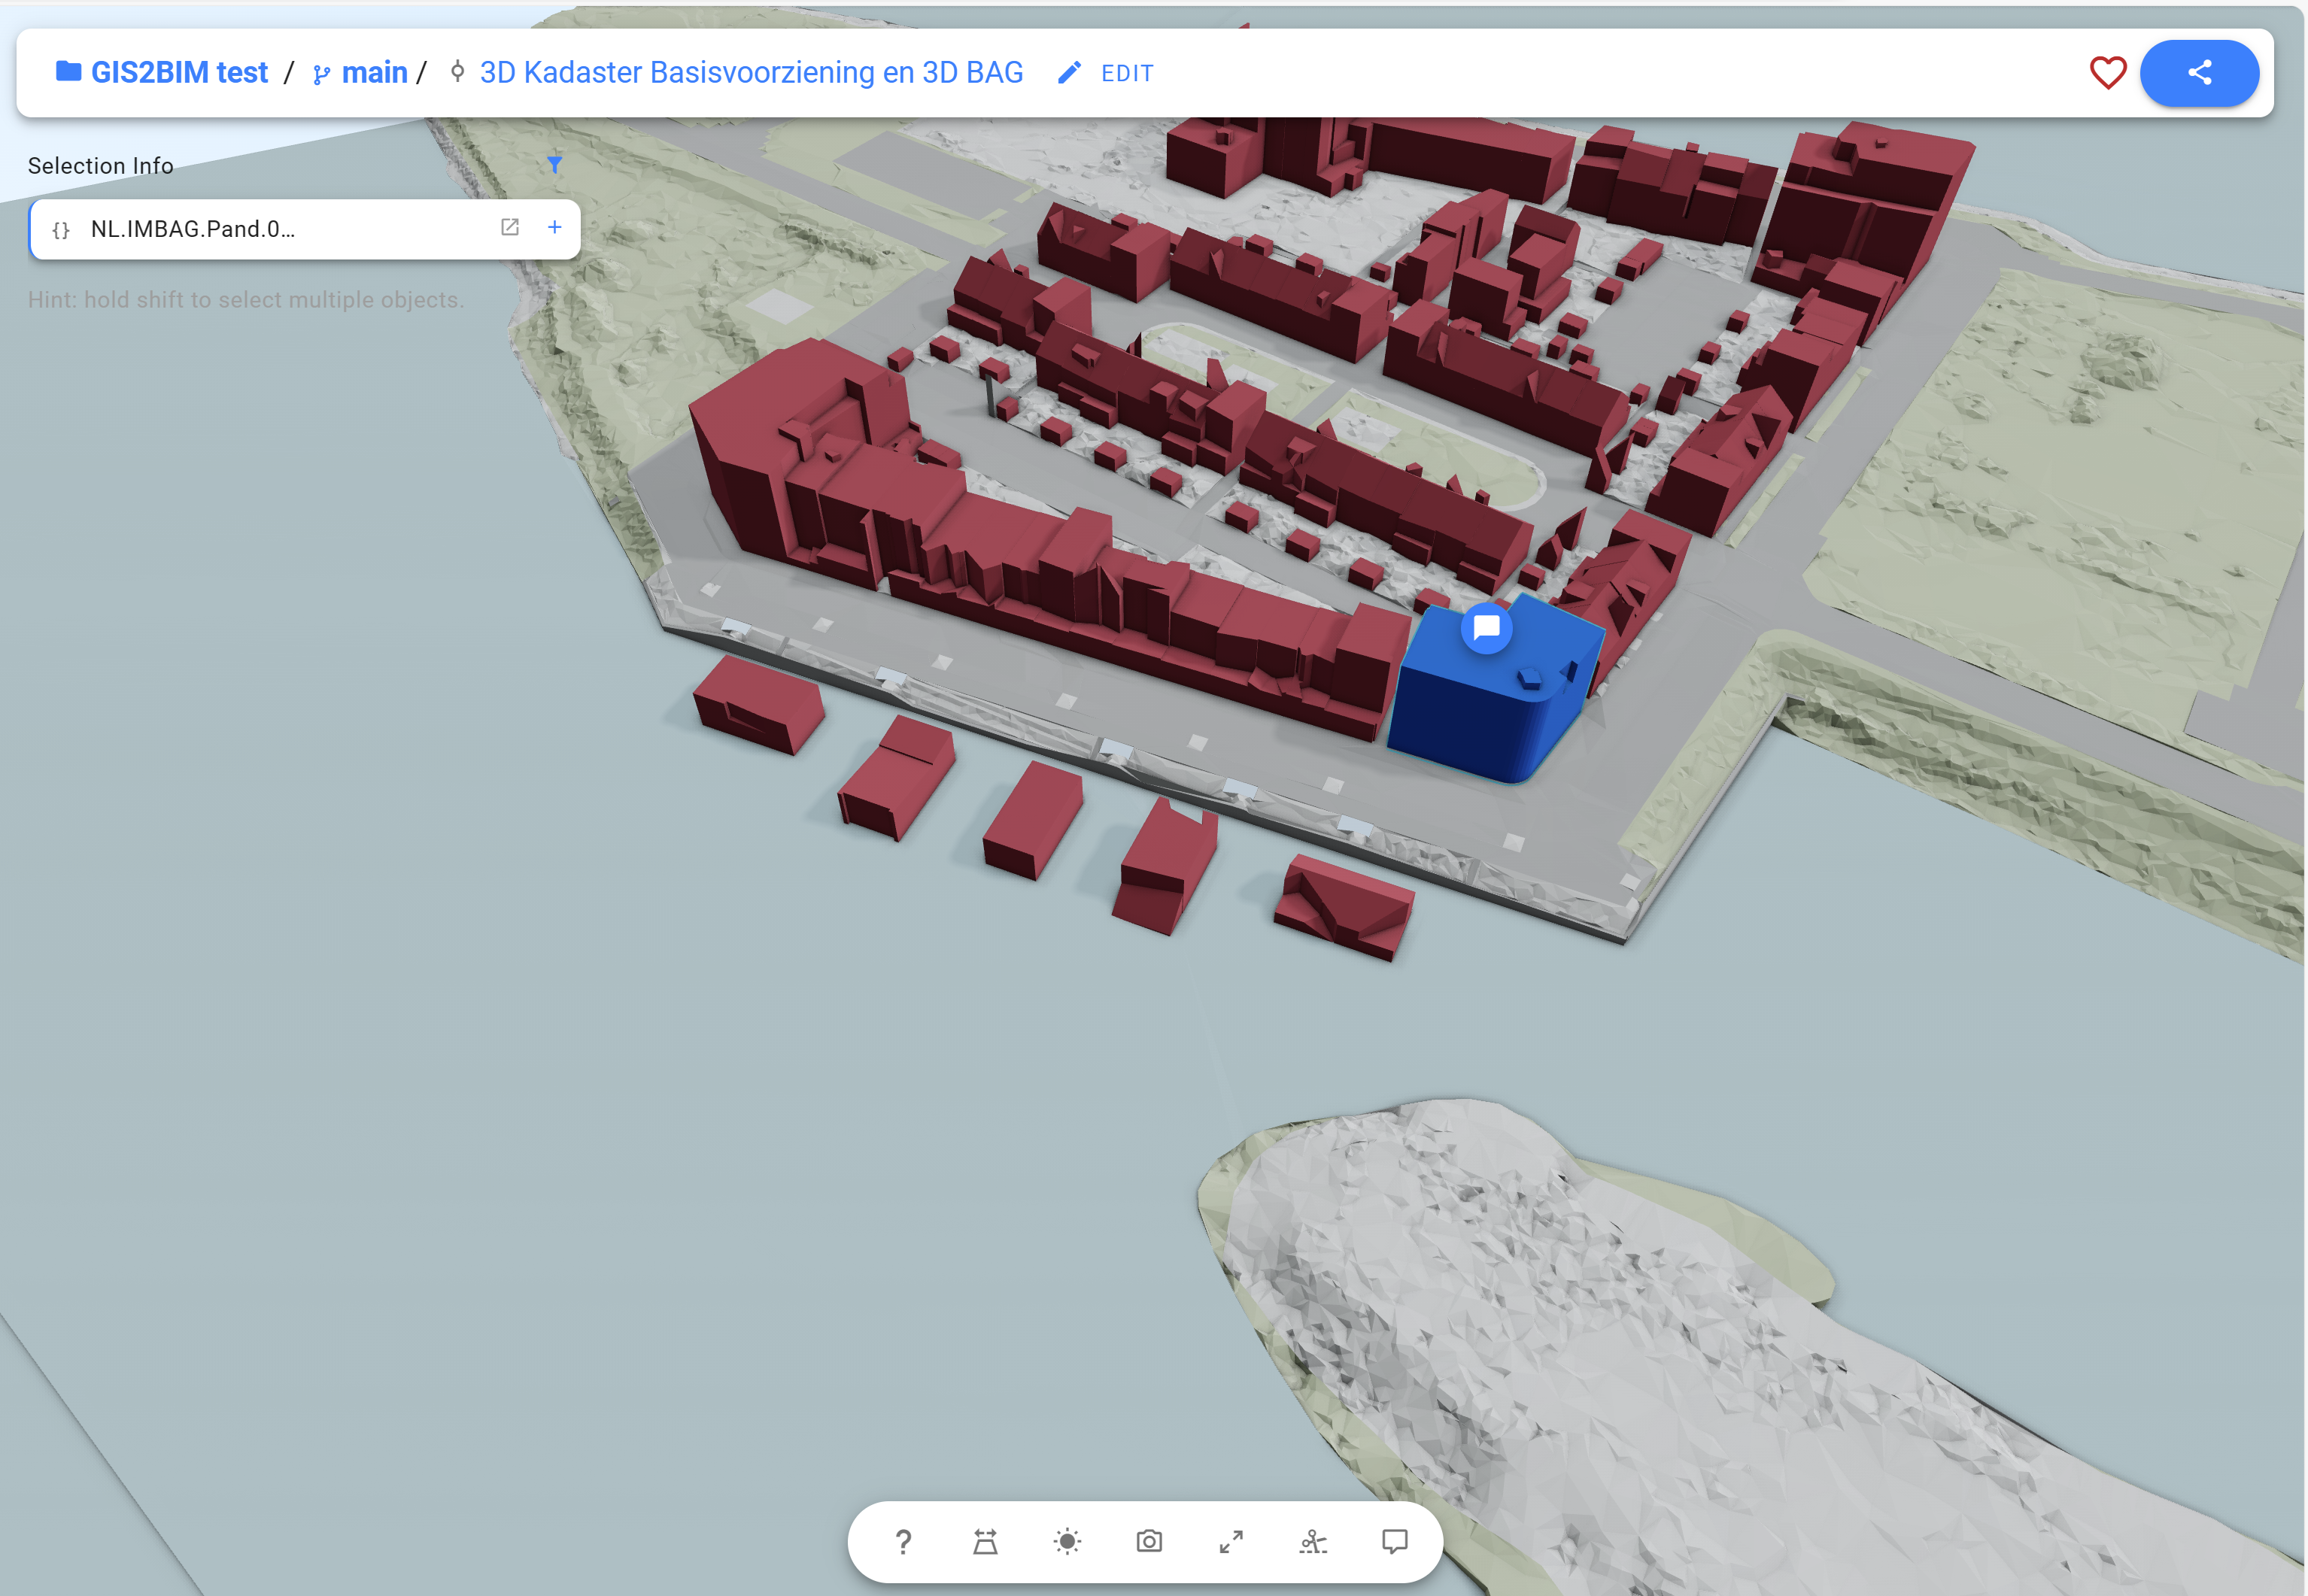 GIS2BIM test / main / 3D Kadaster Basisvoorziening en 3D BAG EDIT
Selection Info
{} NL.IMBAG.Pand.0... +
Hint: hold shift to select multiple objects.
?